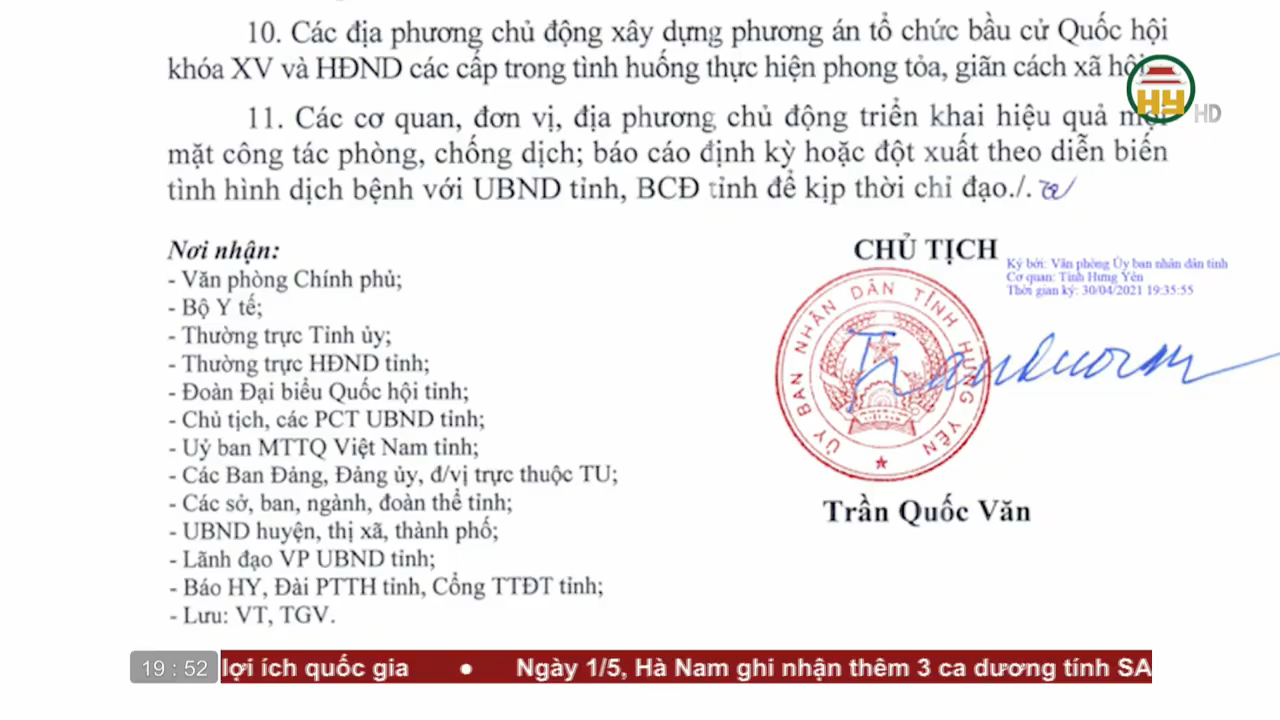 10. Các địa phương chủ động xây dựng phương án tổ chức bầu cử Quốc hội
khóa XV và HĐND các cấp trong tình huống thực hiện phong tỏa, giãn cách xã hội.
11. Các cơ quan, đơn vị, địa phương chủ động triển khai hiệu quả mọi
mặt công tác phòng, chống dịch; báo cáo định kỳ hoặc đột xuất theo diễn biến
tình hình dịch bệnh với UBND tỉnh, BCĐ tỉnh để kịp thời chỉ đạo./.
HY HD
Nơi nhận:
- Văn phòng Chính phủ;
- Bộ Y tế;
- Thường trực Tỉnh ủy;
- Thường trực HĐND tỉnh;
- Đoàn Đại biểu Quốc hội tỉnh;
- Chủ tịch, các PCT UBND tỉnh;
- Uỷ ban MTTQ Việt Nam tỉnh;
- Các Ban Đảng, Đảng ủy, đ/vị trực thuộc TU;
- Các sở, ban, ngành, đoàn thể tỉnh;
- UBND huyện, thị xã, thành phố;
- Lãnh đạo VP UBND tỉnh;
- Báo HY, Đài PTTH tỉnh, Cổng TTĐT tỉnh;
- Lưu: VT, TGV.
CHỦ TỊCH
Ký bởi: Văn phòng Ủy ban nhân dân tỉnh
Cơ quan: Tỉnh Hưng Yên
Thời gian ký: 30/04/2021 19:35:55
ỦY BAN NHÂN DÂN TỈNH HƯNG YÊN
Trần Quốc Văn
19 : 52 lợi ích quốc gia • Ngày 1/5, Hà Nam ghi nhận thêm 3 ca dương tính SA